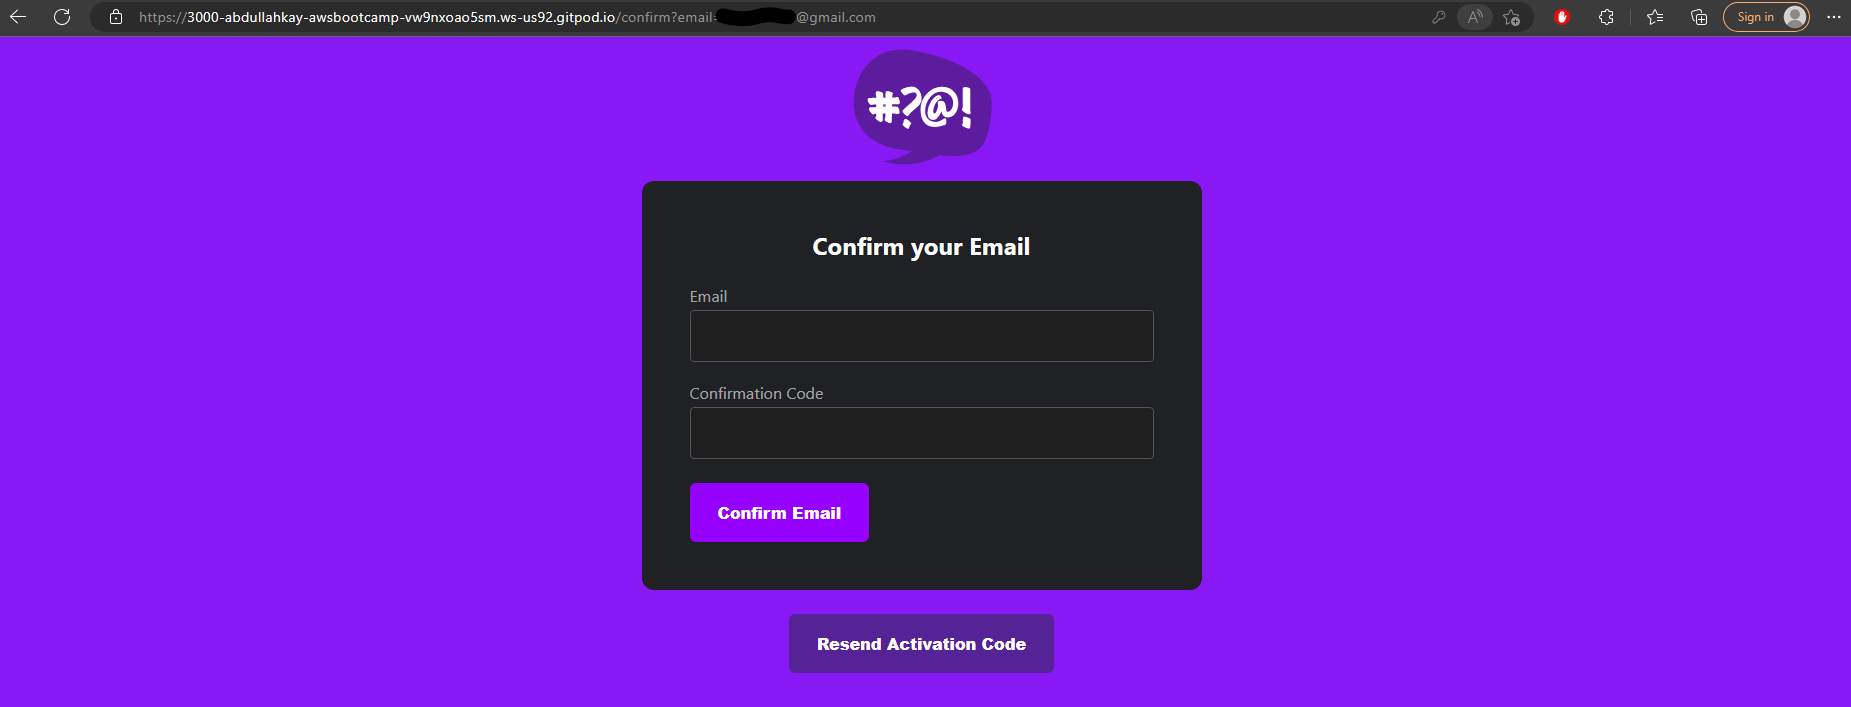 https://3000-abdullahkay-awsbootcamp-vw9nxoao5sm.ws-us92.gitpod.io/confirm?email= @gmail.com
Sign in
#?@!
Confirm your Email
Email
Confirmation Code
Confirm Email
Resend Activation Code